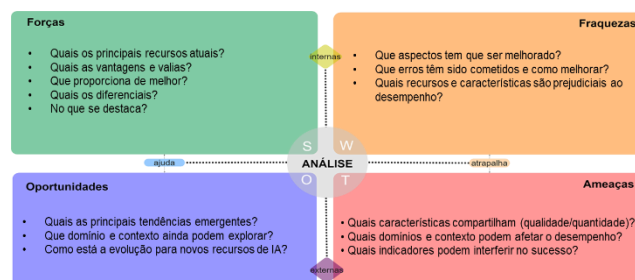 Forças
• Quais os principais recursos atuais?
• Quais as vantagens e valias?
• Que proporciona de melhor?
• Quais os diferenciais?
• No que se destaca?
Fraquezas
• Que aspectos tem que ser melhorado?
• Que erros têm sido cometidos e como melhorar?
• Quais recursos e características são prejudiciais ao
desempenho?
internas
S W
ajuda
ANÁLISE
atrapalha
O T
Oportunidades
• Quais as principais tendências emergentes?
• Que domínio e contexto ainda podem explorar?
• Como está a evolução para novos recursos de IA?
Ameaças
• Quais características compartilham (qualidade/quantidade)?
• Quais domínios e contexto podem afetar o desempenho?
• Quais indicadores podem interferir no sucesso?
externas